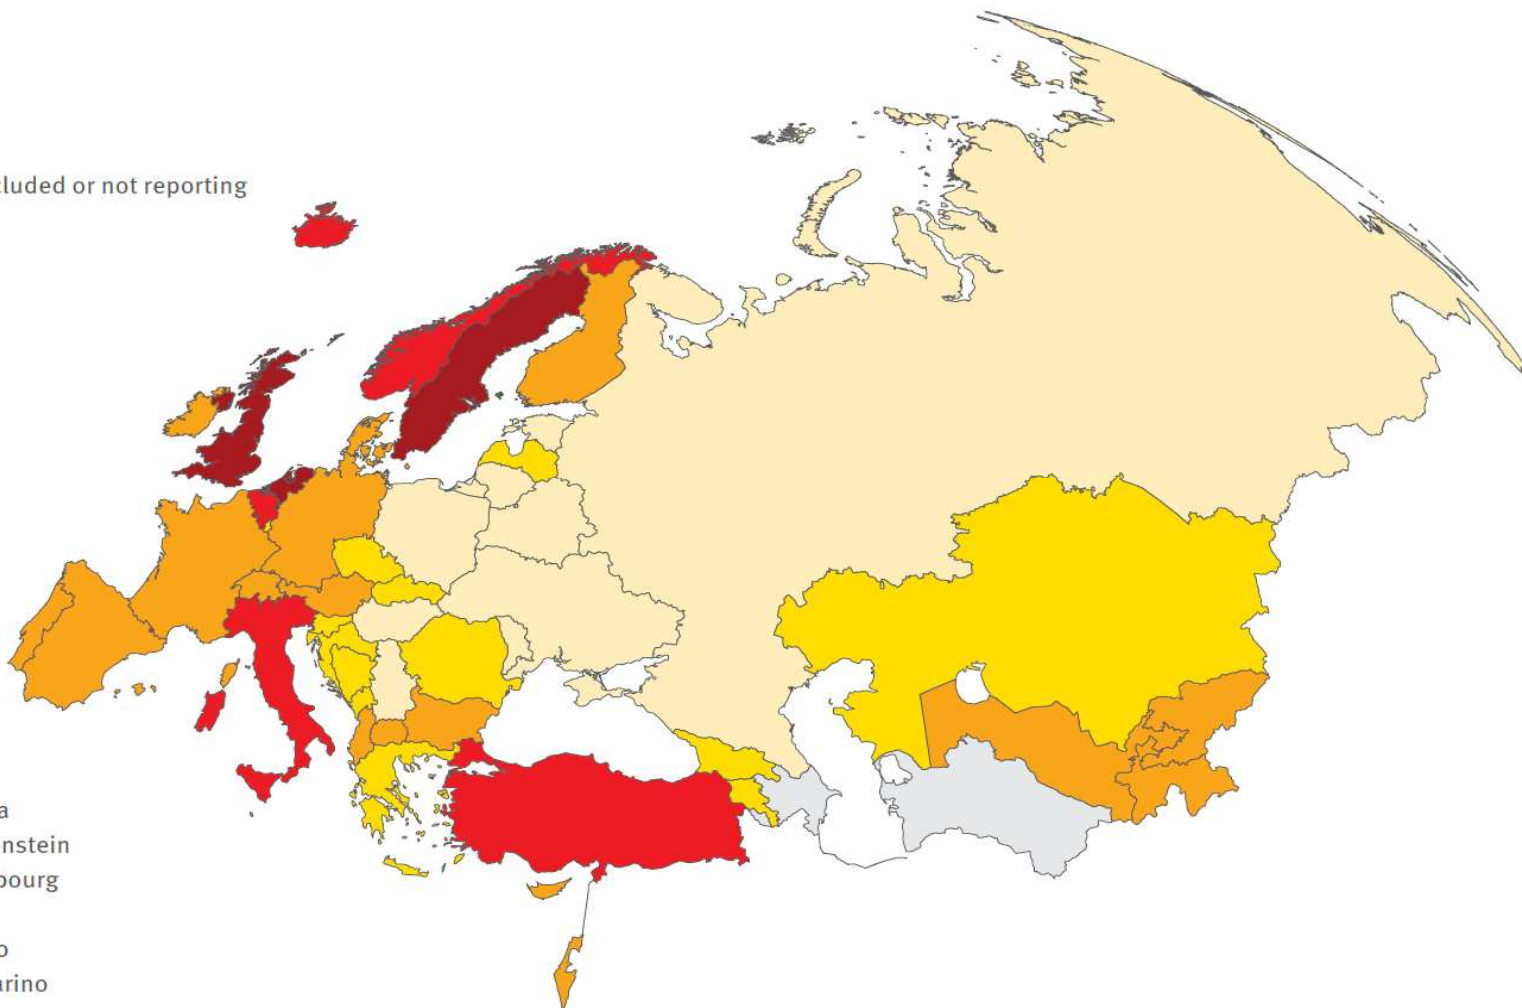 cluded or not reporting
a
nstein
bourg
o
arino